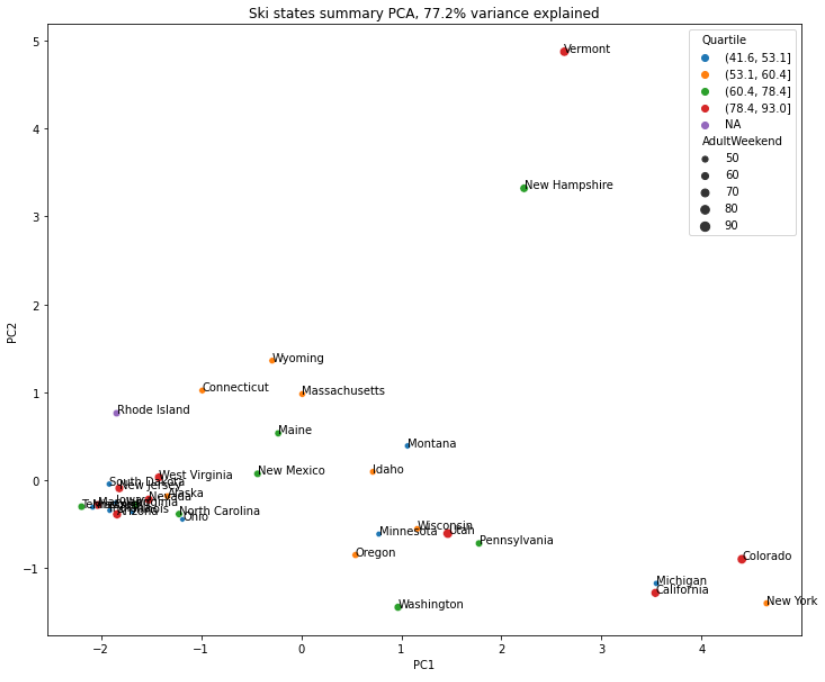 Ski states summary PCA, 77.2% variance explained
Quartile
(41.6, 53.1]
(53.1, 60.4]
(60.4, 78.4]
(78.4, 93.0]
NA
AdultWeekend
50
60
70
80
90
Vermont
New Hampshire
Wyoming
Connecticut
Massachusetts
Rhode Island
Maine
Montana
New Mexico
Idaho
West Virginia
South Dakota
New Jersey
Alaska
Nevada
North Carolina
Ohio
Wisconsin
Minnesota
Utah
Pennsylvania
Oregon
Washington
Colorado
Michigan
California
New York
5
4
3
2
1
0
−1
PC2
−2
−1
0
1
2
3
4
PC1